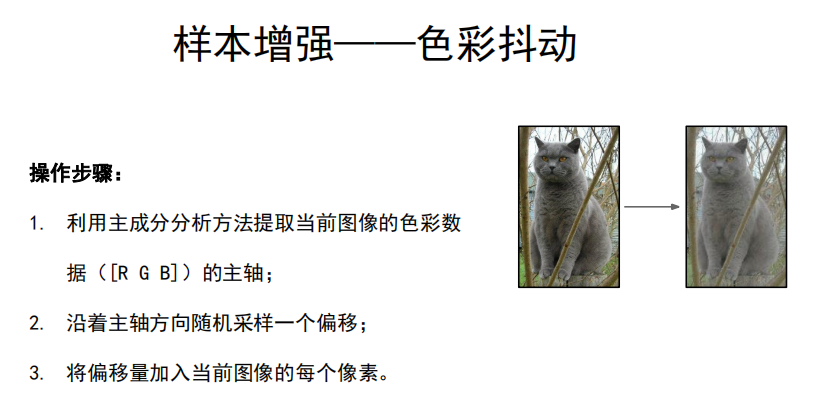 样本增强——色彩抖动
操作步骤：
1. 利用主成分分析方法提取当前图像的色彩数
据（[R G B]）的主轴；
2. 沿着主轴方向随机采样一个偏移；
3. 将偏移量加入当前图像的每个像素。